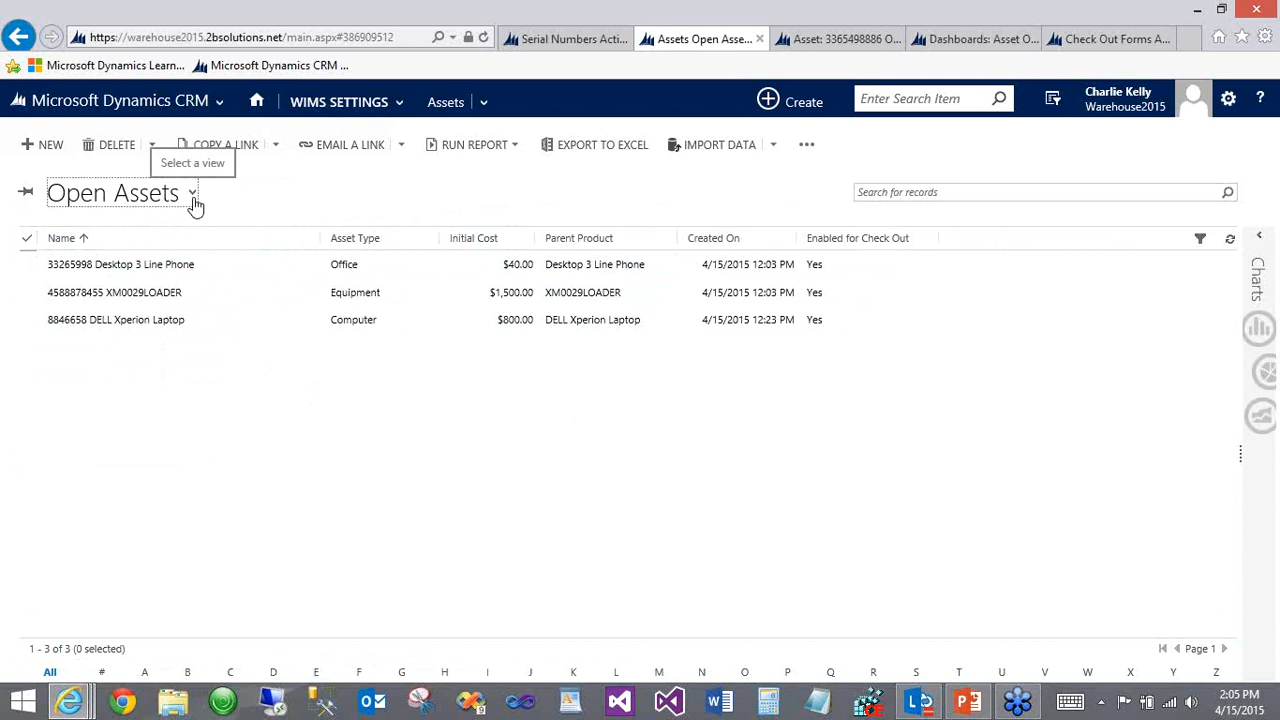 https://warehouse2015.2bsolutions.net/main.aspx#386909512
Serial Numbers Acti...
Assets Open Asse...
Asset: 3365498886 O...
Dashboards: Asset O...
Check Out Forms A...
Microsoft Dynamics Learn...
Microsoft Dynamics CRM ...
Microsoft Dynamics CRM
WIMS SETTINGS
Assets
Create
Enter Search Item
Charlie Kelly
Warehouse2015
?
NEW
DELETE
COPY A LINK
EMAIL A LINK
RUN REPORT
EXPORT TO EXCEL
IMPORT DATA
Select a view
Open Assets
Search for records
Name Asset Type Initial Cost Parent Product Created On Enabled for Check Out
33265998 Desktop 3 Line Phone Office $40.00 Desktop 3 Line Phone 4/15/2015 12:03 PM Yes
4588878455 XM0029LOADER Equipment $1,500.00 XM0029LOADER 4/15/2015 12:03 PM Yes
8846658 DELL Xperion Laptop Computer $800.00 DELL Xperion Laptop 4/15/2015 12:23 PM Yes
Charts
1 - 3 of 3 (0 selected)
Page 1
All # A B C D E F G H I J K L M N O P Q R S T U V W X Y Z
2:05 PM
4/15/2015